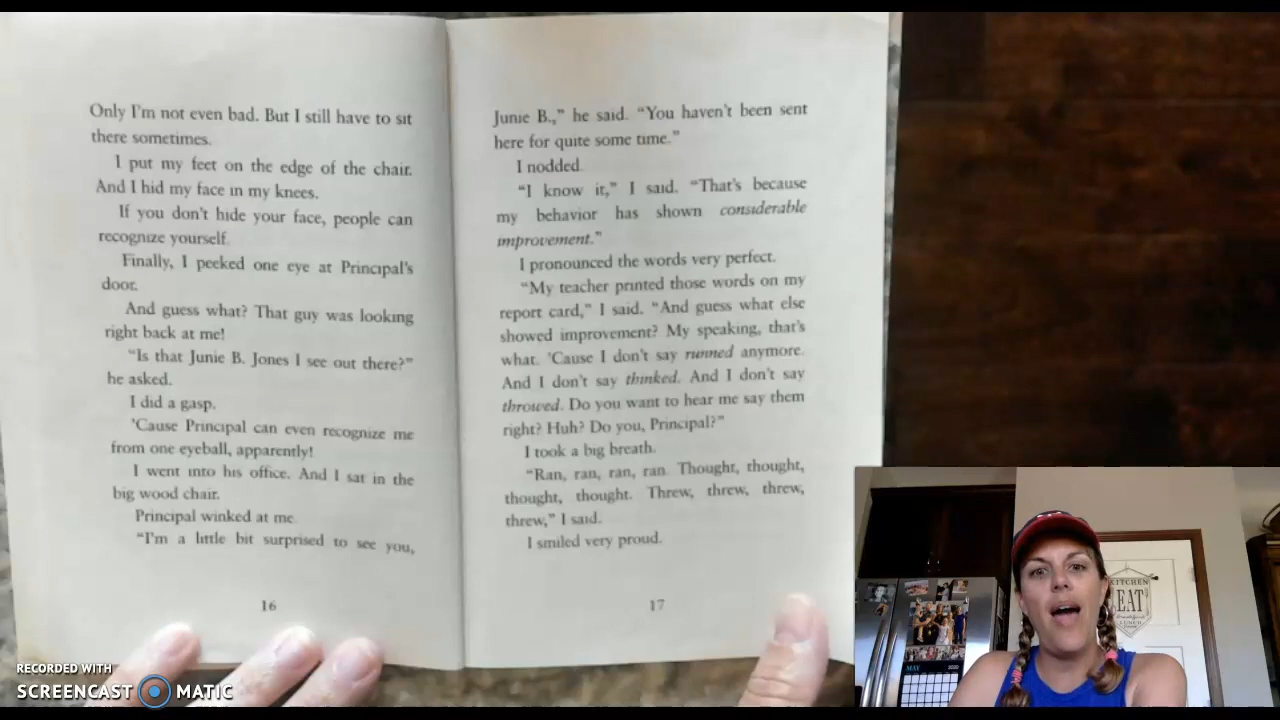 Only I'm not even bad. But I still have to sit
there sometimes.
I put my feet on the edge of the chair.
And I hid my face in my knees.
If you don't hide your face, people can
recognize yourself.
Finally, I peeked one eye at Principal's
door.
And guess what? That guy was looking
right back at me!
“Is that Junie B. Jones I see out there?”
he asked.
I did a gasp.
'Cause Principal can even recognize me
from one eyeball, apparently!
I went into his office. And I sat in the
big wood chair.
Principal winked at me.
“I'm a little bit surprised to see you,
16
Junie B.,” he said. “You haven't been sent
here for quite some time.”
I nodded.
“I know it,” I said. “That's because
my behavior has shown considerable
improvement.”
I pronounced the words very perfect.
“My teacher printed those words on my
report card,” I said. “And guess what else
showed improvement? My speaking, that's
what. 'Cause I don't say runned anymore.
And I don't say thinked. And I don't say
throwed. Do you want to hear me say them
right? Huh? Do you, Principal?”
I took a big breath.
“Ran, ran, ran, ran. Thought, thought,
thought, thought. Threw, threw, threw,
threw,” I said.
I smiled very proud.
17
KITCHEN
EAT
LUNCH
MAY 2020
RECORDED WITH
SCREENCAST MATIC